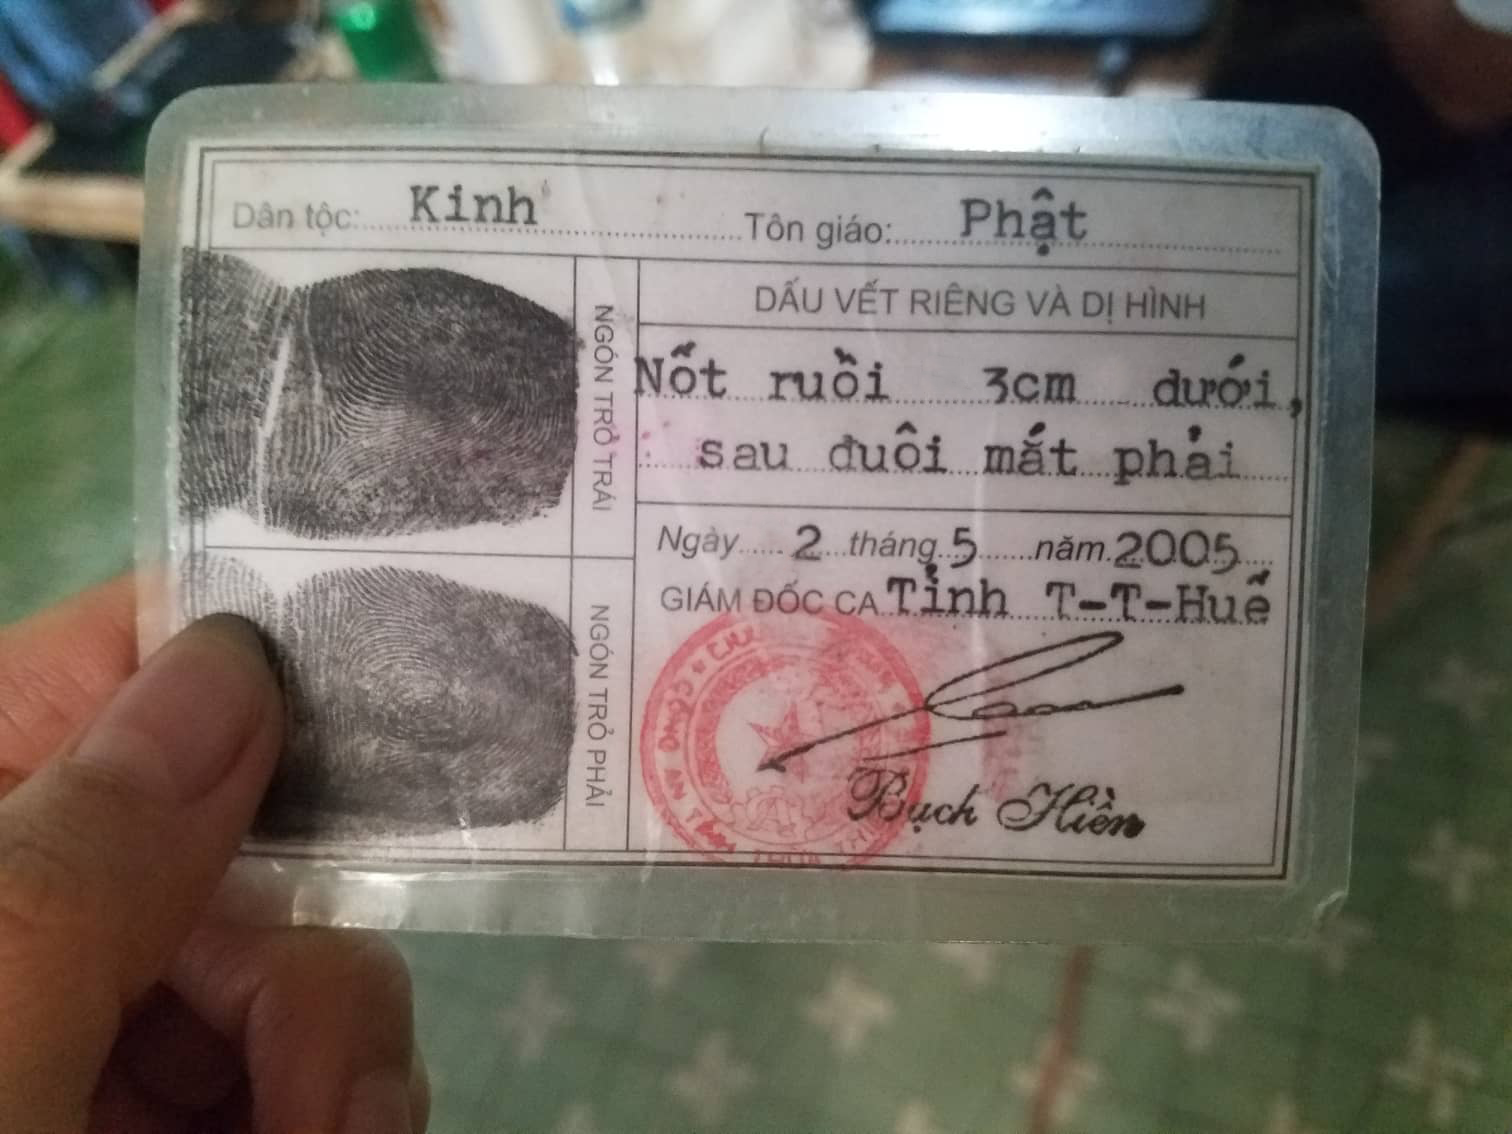 Dân tộc: Kinh Tôn giáo: Phật
NGÓN TRỎ TRÁI
DẤU VẾT RIÊNG VÀ DỊ HÌNH
Nốt ruồi 3cm dưới,
sau đuôi mắt phải
NGÓN TRỎ PHẢI
Ngày 2 tháng 5 năm 2005
GIÁM ĐỐC CA Tỉnh T-T-Huế
Bạch Hiền